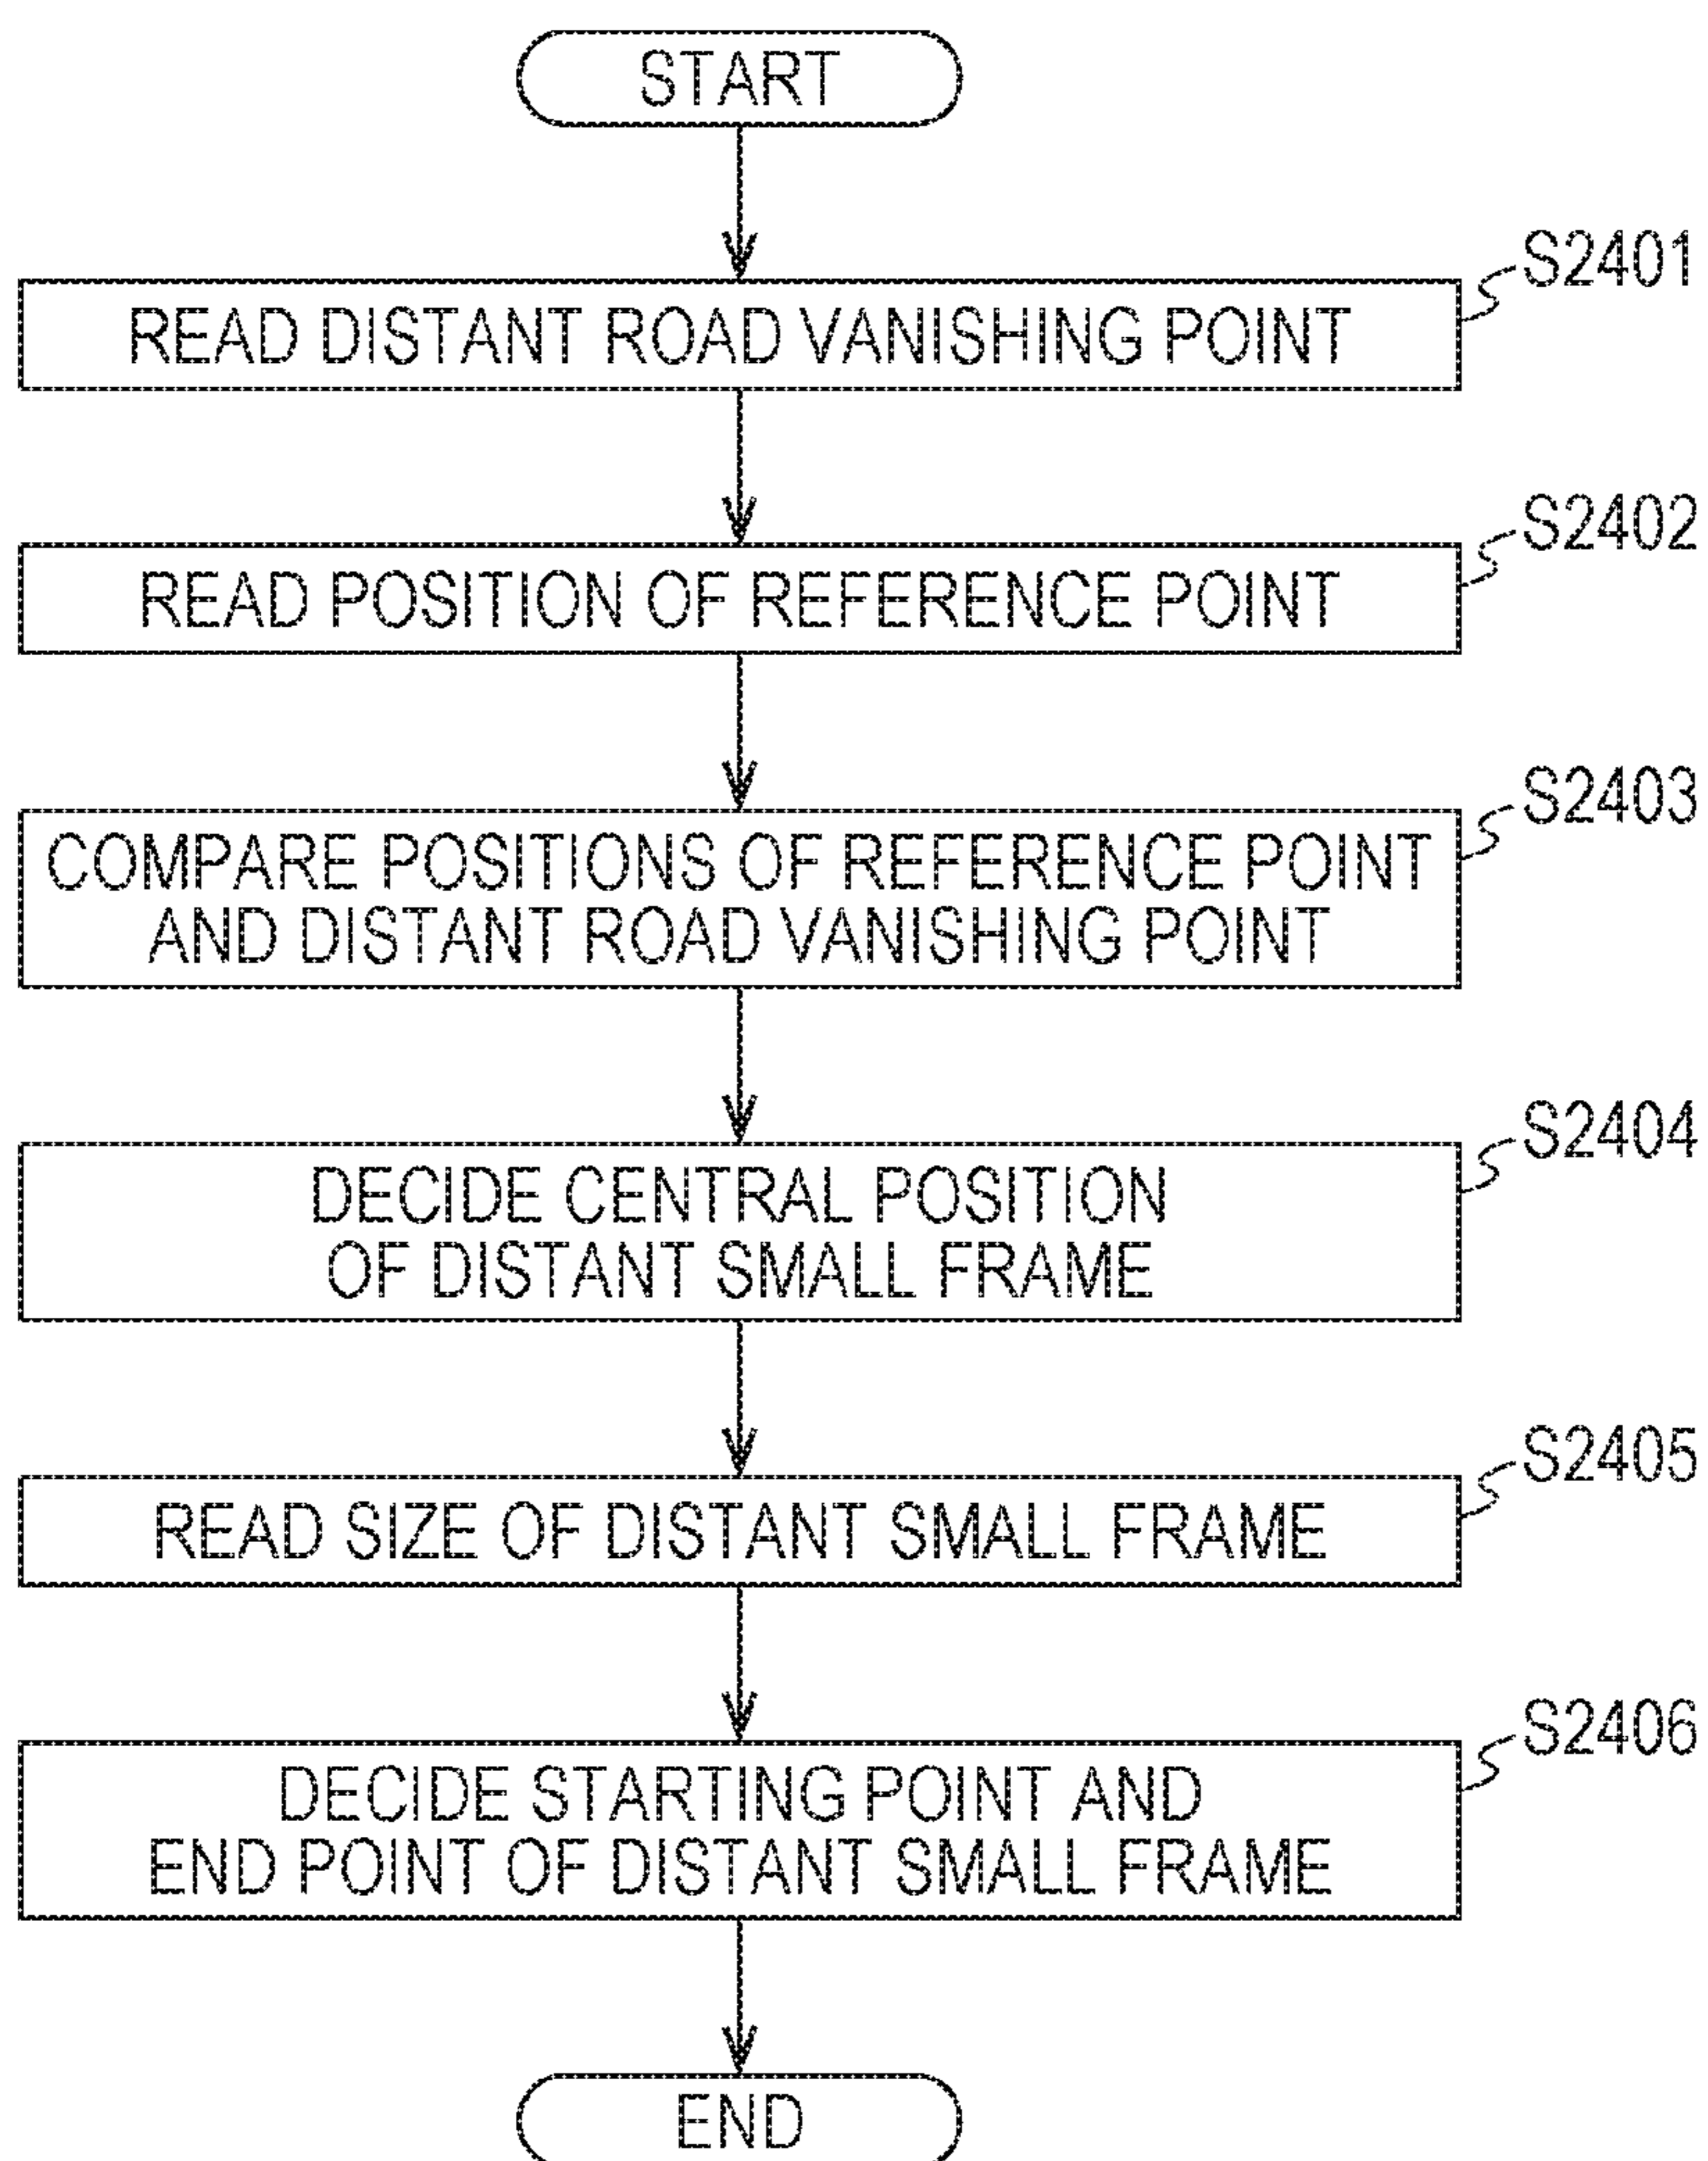 START
S2401
READ DISTANT ROAD VANISHING POINT
S2402
READ POSITION OF REFERENCE POINT
S2403
COMPARE POSITIONS OF REFERENCE POINT
AND DISTANT ROAD VANISHING POINT
S2404
DECIDE CENTRAL POSITION
OF DISTANT SMALL FRAME
S2405
READ SIZE OF DISTANT SMALL FRAME
S2406
DECIDE STARTING POINT AND
END POINT OF DISTANT SMALL FRAME
END